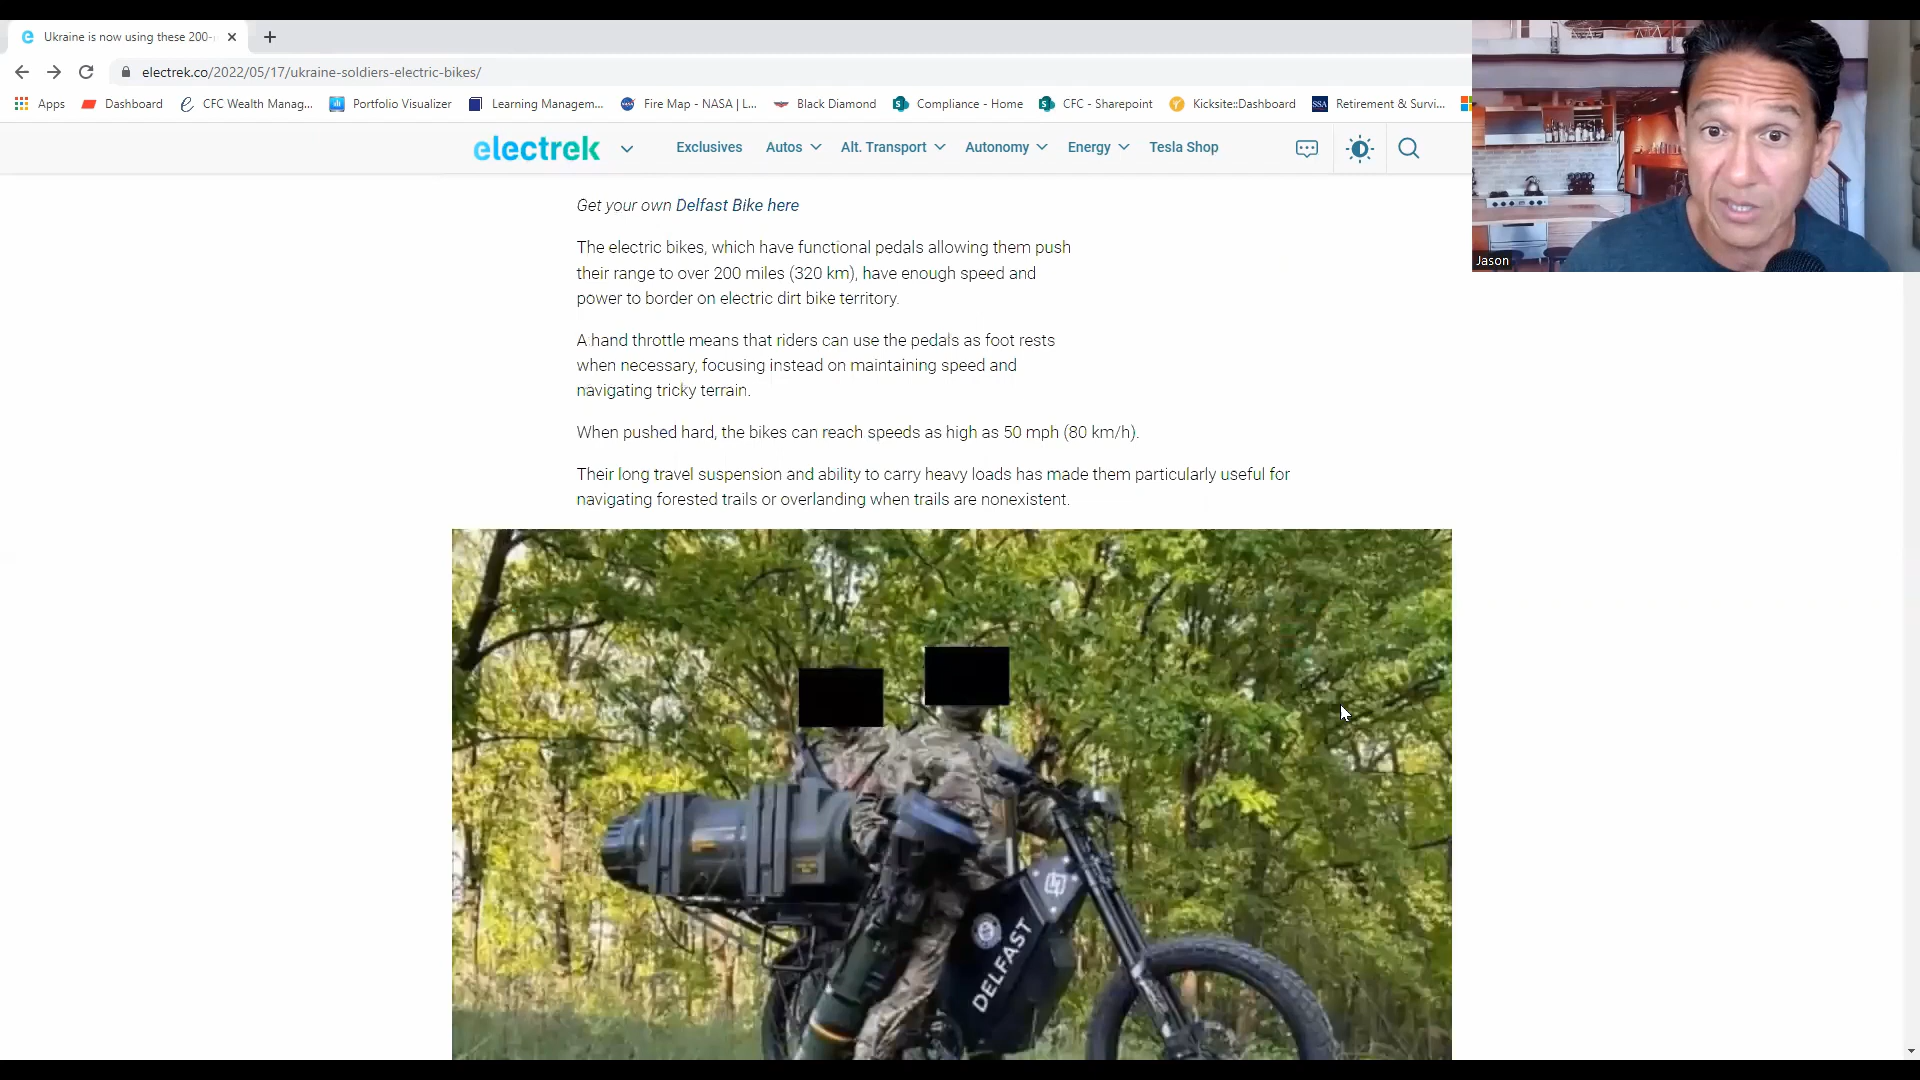 Ukraine is now using these 200-
electrek.co/2022/05/17/ukraine-soldiers-electric-bikes/
Apps Dashboard CFC Wealth Manag... Portfolio Visualizer Learning Managem... Fire Map - NASA | L... Black Diamond Compliance - Home CFC - Sharepoint Kicksite::Dashboard SSA Retirement & Survi...
electrek Exclusives Autos Alt. Transport Autonomy Energy Tesla Shop
Jason
Get your own Delfast Bike here
The electric bikes, which have functional pedals allowing them push
their range to over 200 miles (320 km), have enough speed and
power to border on electric dirt bike territory.
A hand throttle means that riders can use the pedals as foot rests
when necessary, focusing instead on maintaining speed and
navigating tricky terrain.
When pushed hard, the bikes can reach speeds as high as 50 mph (80 km/h).
Their long travel suspension and ability to carry heavy loads has made them particularly useful for
navigating forested trails or overlanding when trails are nonexistent.
DELFAST